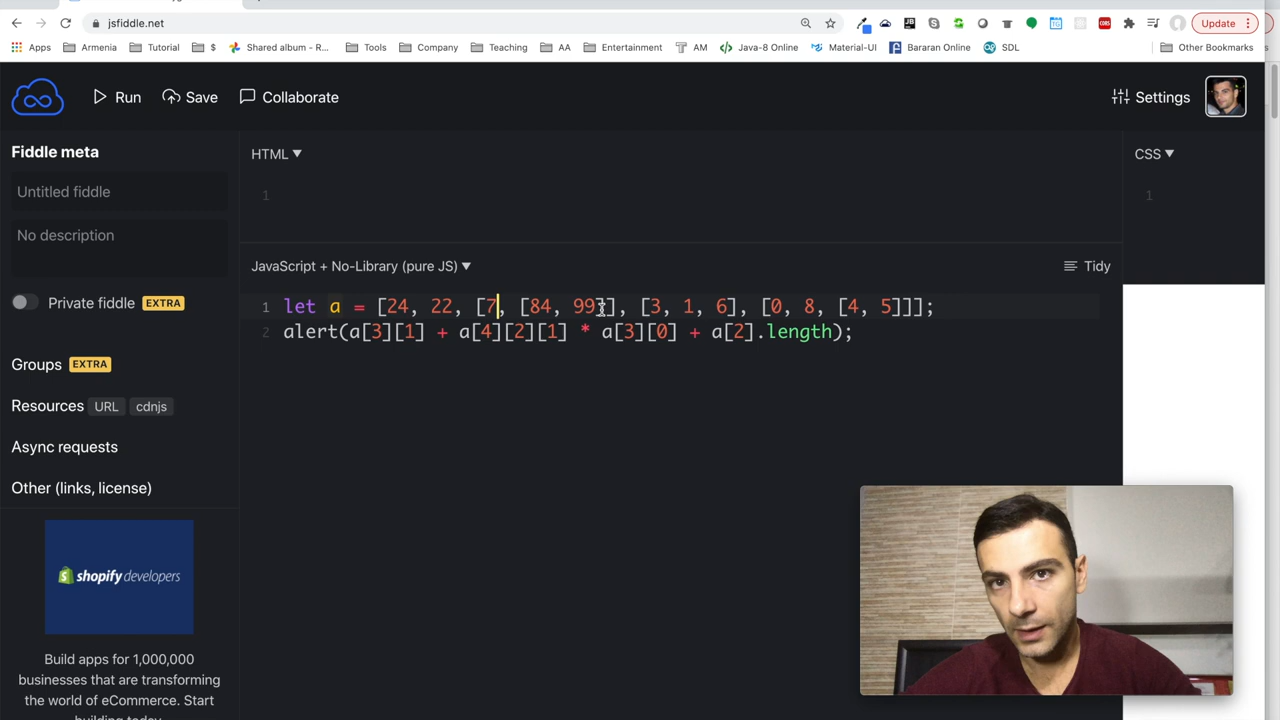 jsfiddle.net
Update
Apps Armenia Tutorial $ Shared album - R... Tools Company Teaching AA Entertainment AM Java-8 Online Material-UI Bararan Online SDL Other Bookmarks
Run Save Collaborate Settings
Fiddle meta
Untitled fiddle
No description
Private fiddle EXTRA
Groups EXTRA
Resources URL cdnjs
Async requests
Other (links, license)
shopify developers
Build apps for 1,000,000
businesses that are transforming
the world of eCommerce. Start
HTML
1
CSS
1
JavaScript + No-Library (pure JS) Tidy
1 let a = [24, 22, [7, [84, 99]], [3, 1, 6], [0, 8, [4, 5]]];
2 alert(a[3][1] + a[4][2][1] * a[3][0] + a[2].length);